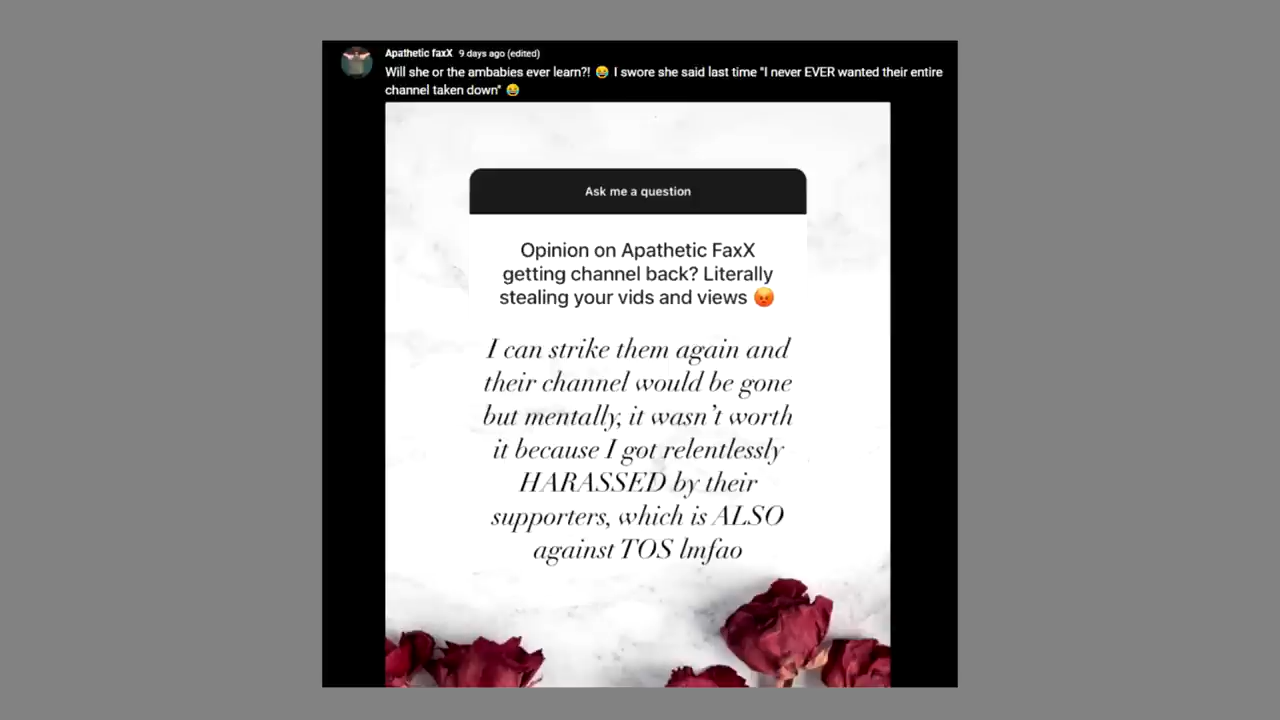 Apathetic faxX 9 days ago (edited)
Will she or the ambabies ever learn?! 😂 I swore she said last time "I never EVER wanted their entire
channel taken down" 😂
Ask me a question
Opinion on Apathetic FaxX
getting channel back? Literally
stealing your vids and views 😡
I can strike them again and
their channel would be gone
but mentally, it wasn't worth
it because I got relentlessly
HARASSED by their
supporters, which is ALSO
against TOS lmfao